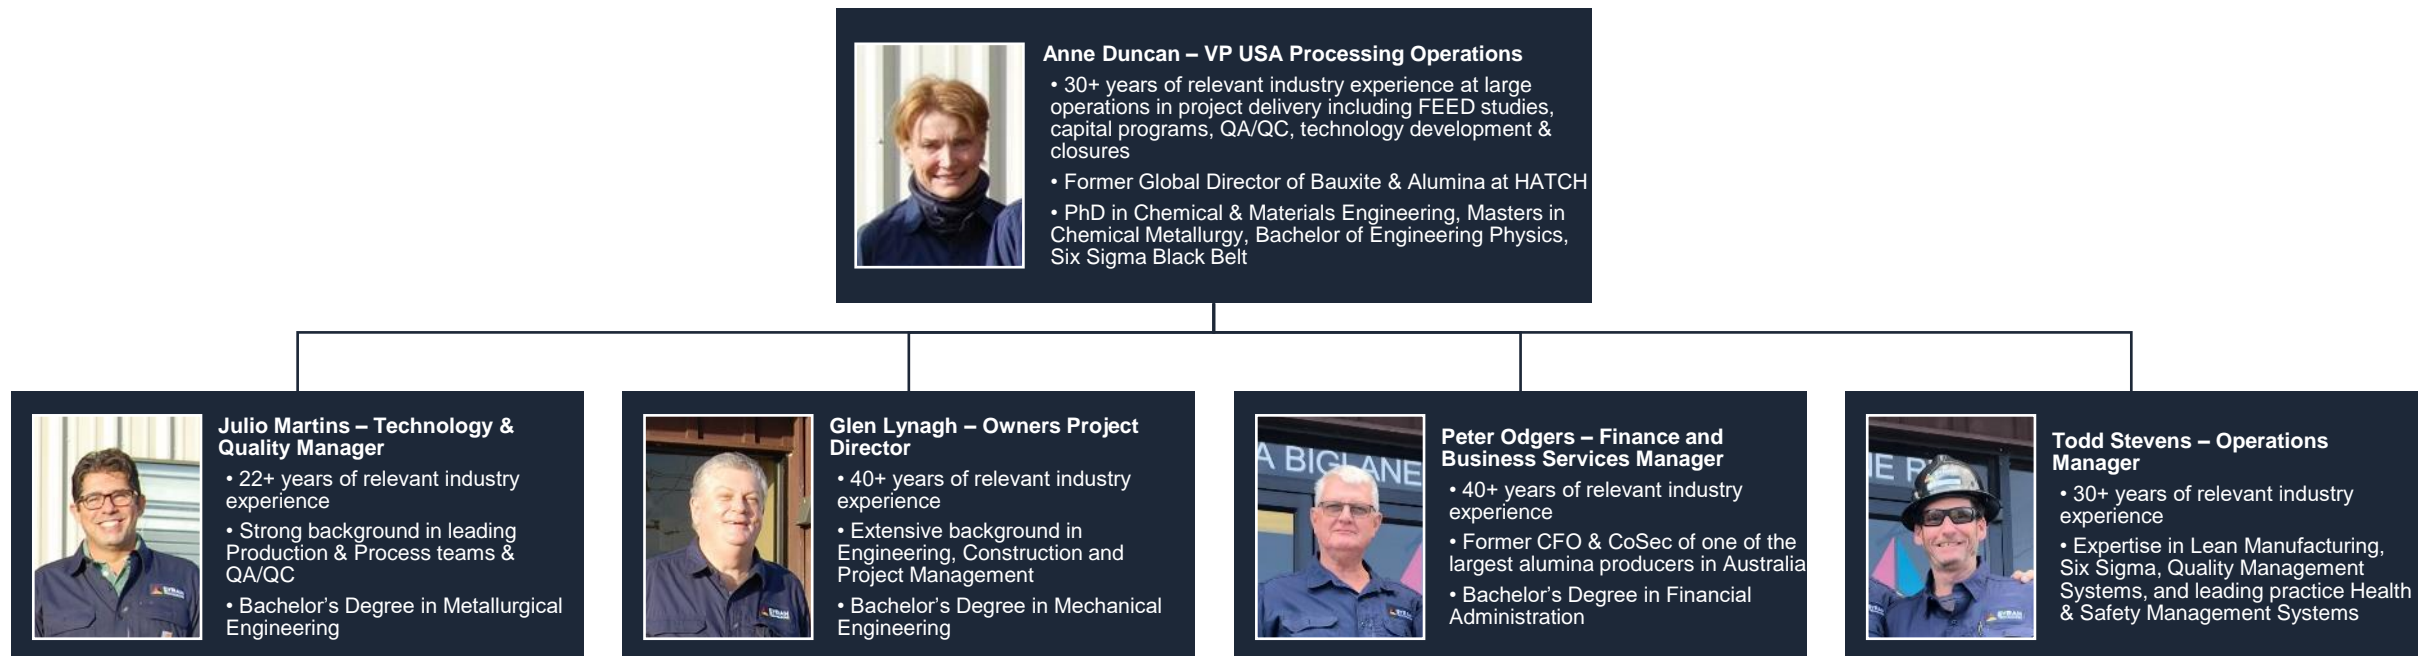 Anne Duncan – VP USA Processing Operations
• 30+ years of relevant industry experience at large
operations in project delivery including FEED studies,
capital programs, QA/QC, technology development &
closures
• Former Global Director of Bauxite & Alumina at HATCH
• PhD in Chemical & Materials Engineering, Masters in
Chemical Metallurgy, Bachelor of Engineering Physics,
Six Sigma Black Belt
Julio Martins – Technology &
Quality Manager
• 22+ years of relevant industry
experience
• Strong background in leading
Production & Process teams &
QA/QC
• Bachelor’s Degree in Metallurgical
Engineering
Glen Lynagh – Owners Project
Director
• 40+ years of relevant industry
experience
• Extensive background in
Engineering, Construction and
Project Management
• Bachelor’s Degree in Mechanical
Engineering
A BIGLANE
Peter Odgers – Finance and
Business Services Manager
• 40+ years of relevant industry
experience
• Former CFO & CoSec of one of the
largest alumina producers in Australia
• Bachelor’s Degree in Financial
Administration
Todd Stevens – Operations
Manager
• 30+ years of relevant industry
experience
• Expertise in Lean Manufacturing,
Six Sigma, Quality Management
Systems, and leading practice Health
& Safety Management Systems